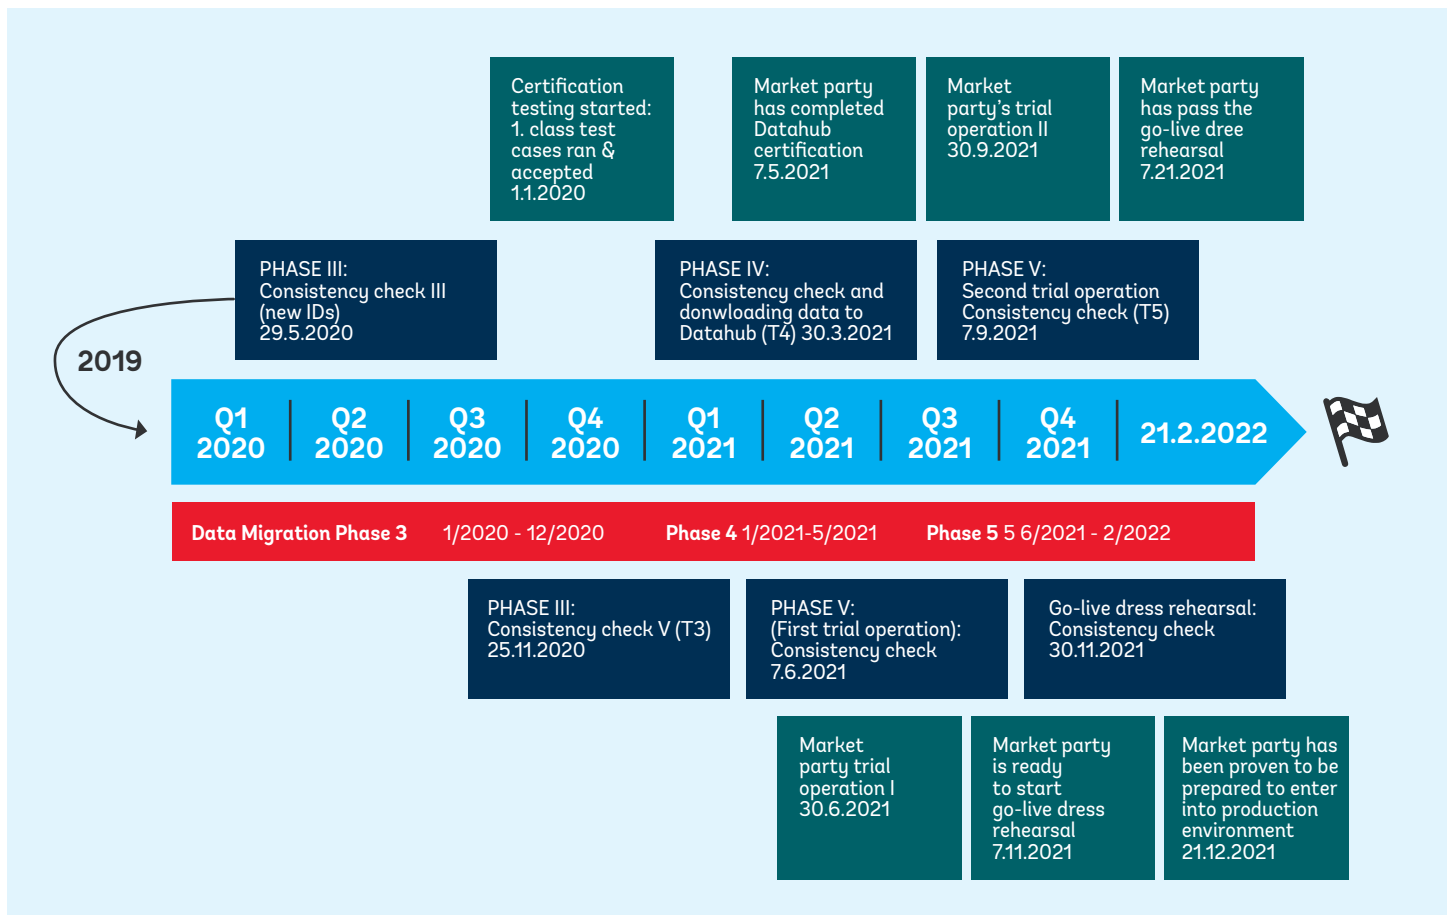 Certification
testing started:
1. class test
cases ran &
accepted
1.1.2020
Market party
has completed
Datahub
certification
7.5.2021
Market
party's trial
operation II
30.9.2021
Market party
has pass the
go-live dree
rehearsal
7.21.2021
PHASE III:
Consistency check III
(new IDs)
29.5.2020
PHASE IV:
Consistency check and
donwloading data to
Datahub (T4) 30.3.2021
PHASE V:
Second trial operation
Consistency check (T5)
7.9.2021
2019
Q1
2020
Q2
2020
Q3
2020
Q4
2020
Q1
2021
Q2
2021
Q3
2021
Q4
2021
21.2.2022
Data Migration Phase 3 1/2020 - 12/2020 Phase 4 1/2021-5/2021 Phase 5 5 6/2021 - 2/2022
PHASE III:
Consistency check V (T3)
25.11.2020
PHASE V:
(First trial operation):
Consistency check
7.6.2021
Go-live dress rehearsal:
Consistency check
30.11.2021
Market
party trial
operation I
30.6.2021
Market party
is ready
to start
go-live dress
rehearsal
7.11.2021
Market party has
been proven to be
prepared to enter
into production
environment
21.12.2021